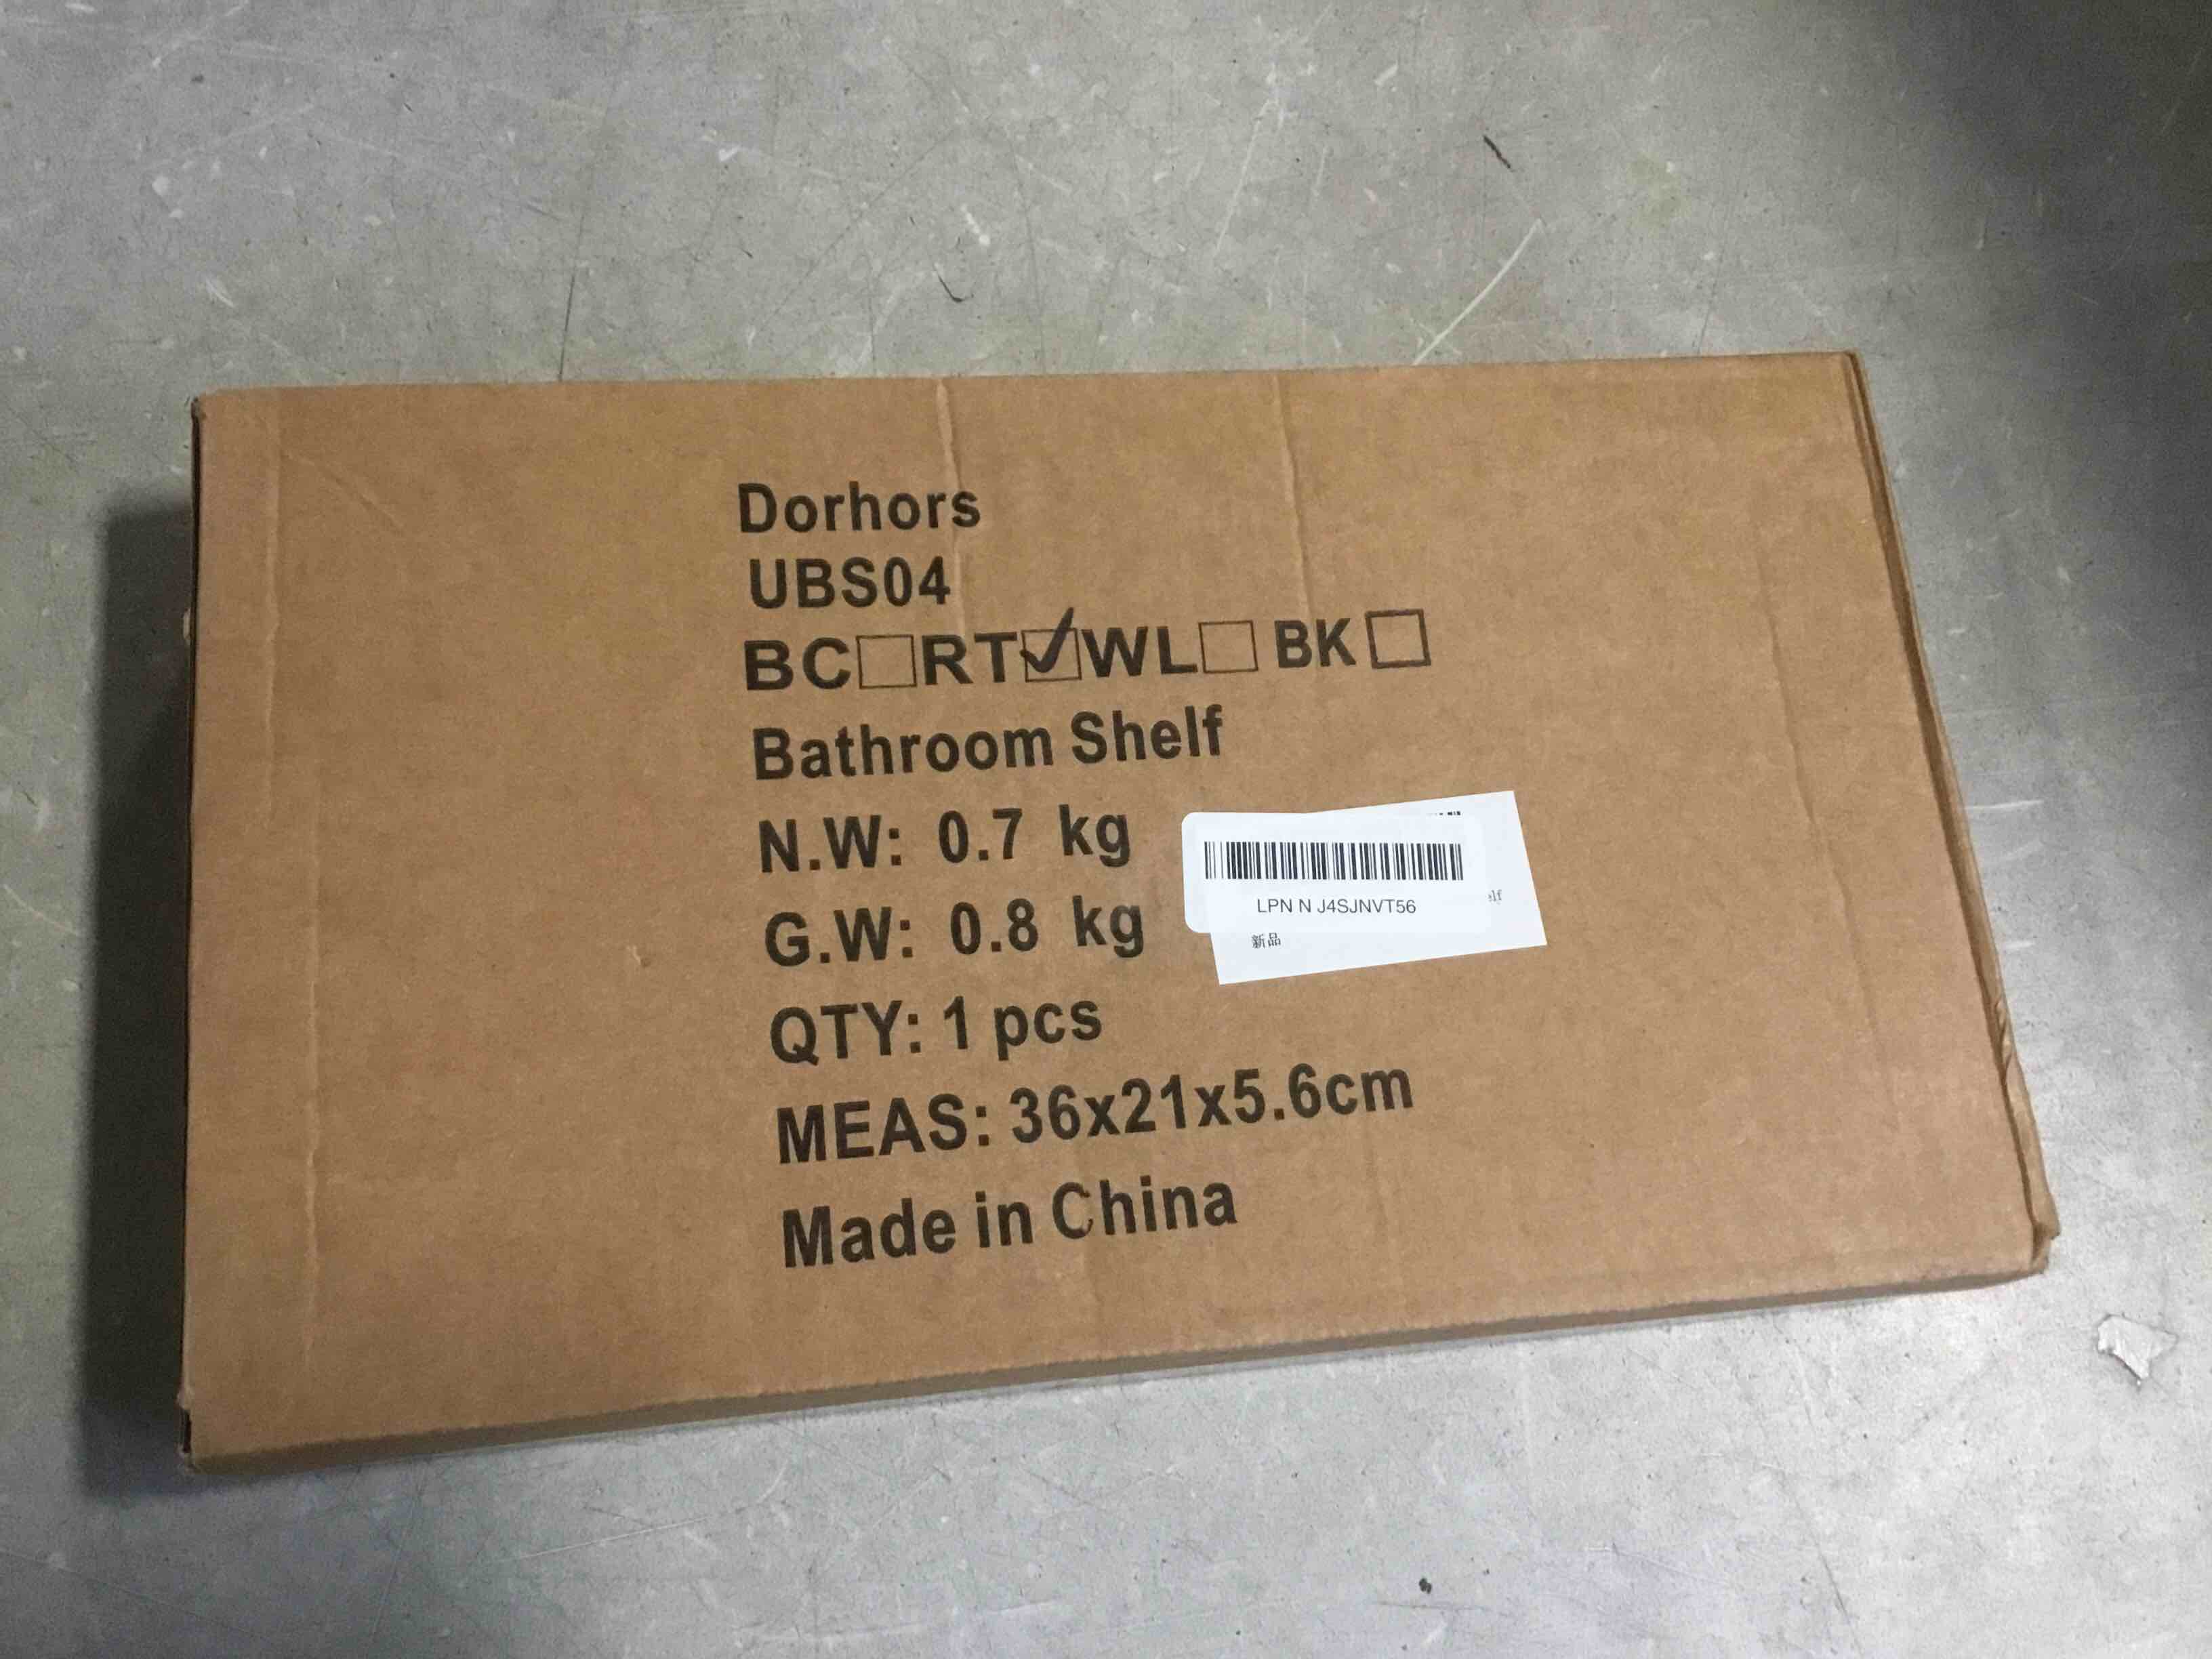 Dorhors
UBS04
BC☐RT☑WL☐ BK☐
Bathroom Shelf
N.W: 0.7 kg
G.W: 0.8 kg
QTY: 1 pcs
MEAS: 36x21x5.6cm
Made in China
LPN N J4SJNVT56
elf
新品